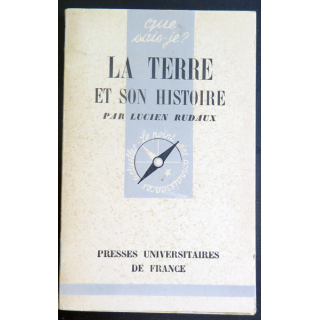 que
sais-je?
LA TERRE
ET SON HISTOIRE
PAR LUCIEN RUDAUX
PRESSES UNIVERSITAIRES
DE FRANCE